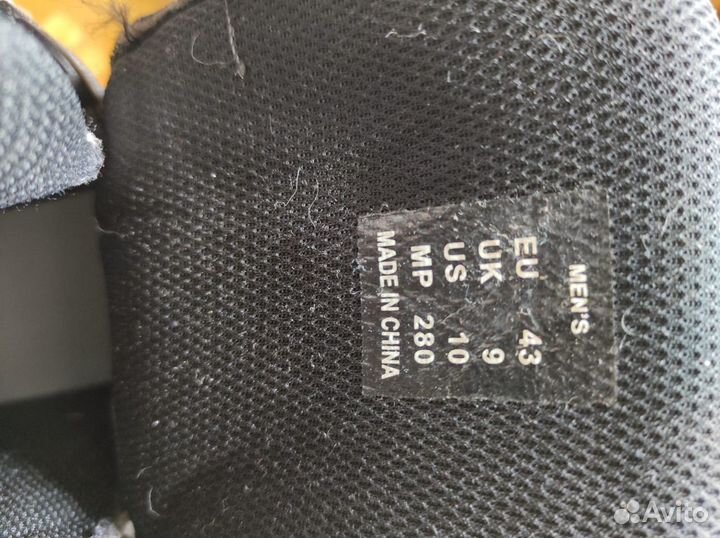 MEN'S
EU 43
UK 9
US 10
MP 280
MADE IN CHINA
Avito